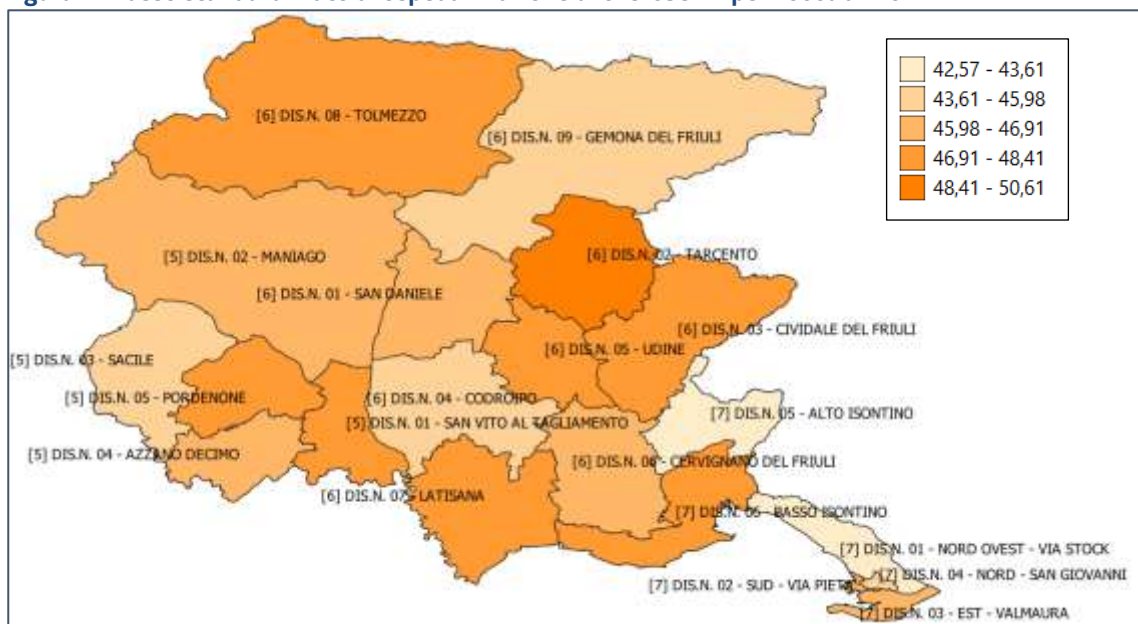 42,57 - 43,61
43,61 - 45,98
45,98 - 46,91
46,91 - 48,41
48,41 - 50,61
[6] DIS.N. 08 - TOLMEZZO
[6] DIS.N. 09 - GEMONA DEL FRIULI
[5] DIS.N. 02 - MANIAGO
[6] DIS.N. 02 - TARCENTO
[6] DIS.N. 01 - SAN DANIELE
[6] DIS.N. 03 - CIVIDALE DEL FRIULI
[6] DIS.N. 05 - UDINE
[5] DIS.N. 03 - SACILE
[5] DIS.N. 05 - PORDENONE
[6] DIS.N. 04 - CODROIPO
[7] DIS.N. 05 - ALTO ISONTINO
[5] DIS.N. 01 - SAN VITO AL TAGLIAMENTO
[5] DIS.N. 04 - AZZANO DECIMO
[6] DIS.N. 06 - CERVIGNANO DEL FRIULI
[6] DIS.N. 07 - LATISANA
[7] DIS.N. 06 - BASSO ISONTINO
[7] DIS.N. 01 - NORD OVEST - VIA STOCK
[7] DIS.N. 04 - NORD - SAN GIOVANNI
[7] DIS.N. 02 - SUD - VIA
[7] DIS.N. 03 - EST - VALMAURA